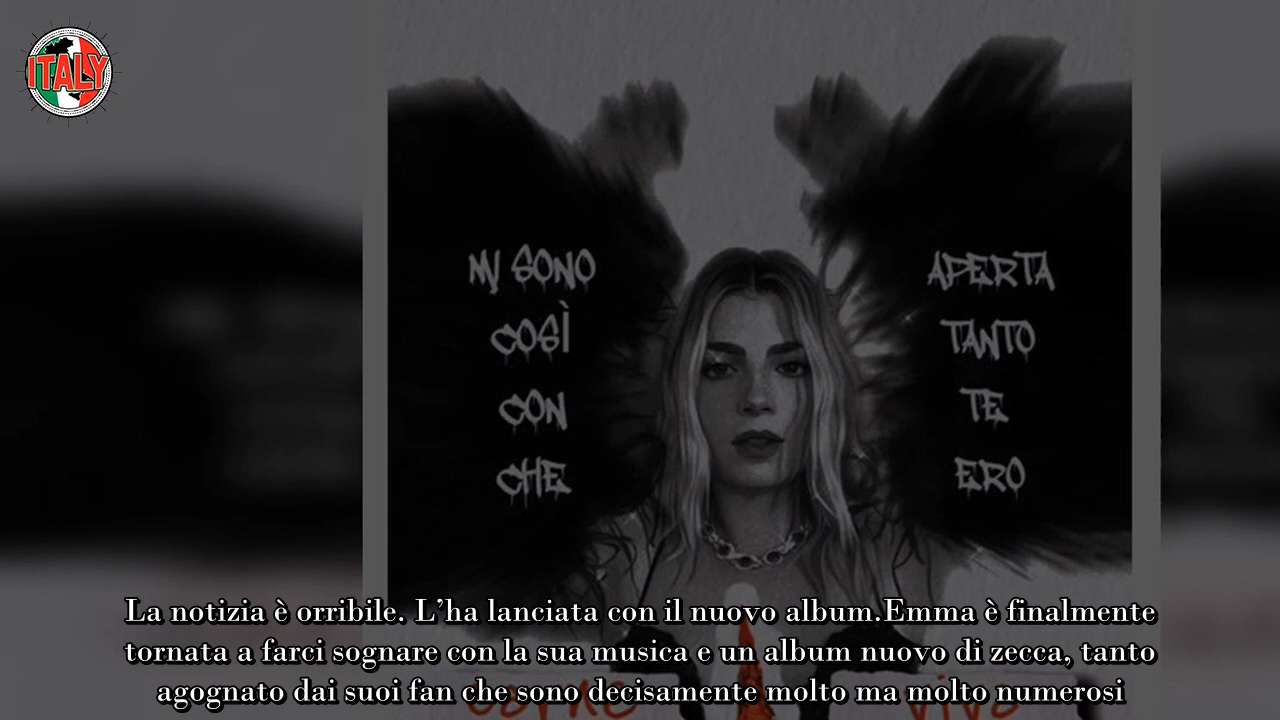 ITALY
MI SONO APERTA
COSÌ TANTO
CON TE
CHE ERO
carne viva
La notizia è orribile. L'ha lanciata con il nuovo album.Emma è finalmente
tornata a farci sognare con la sua musica e un album nuovo di zecca, tanto
agognato dai suoi fan che sono decisamente molto ma molto numerosi